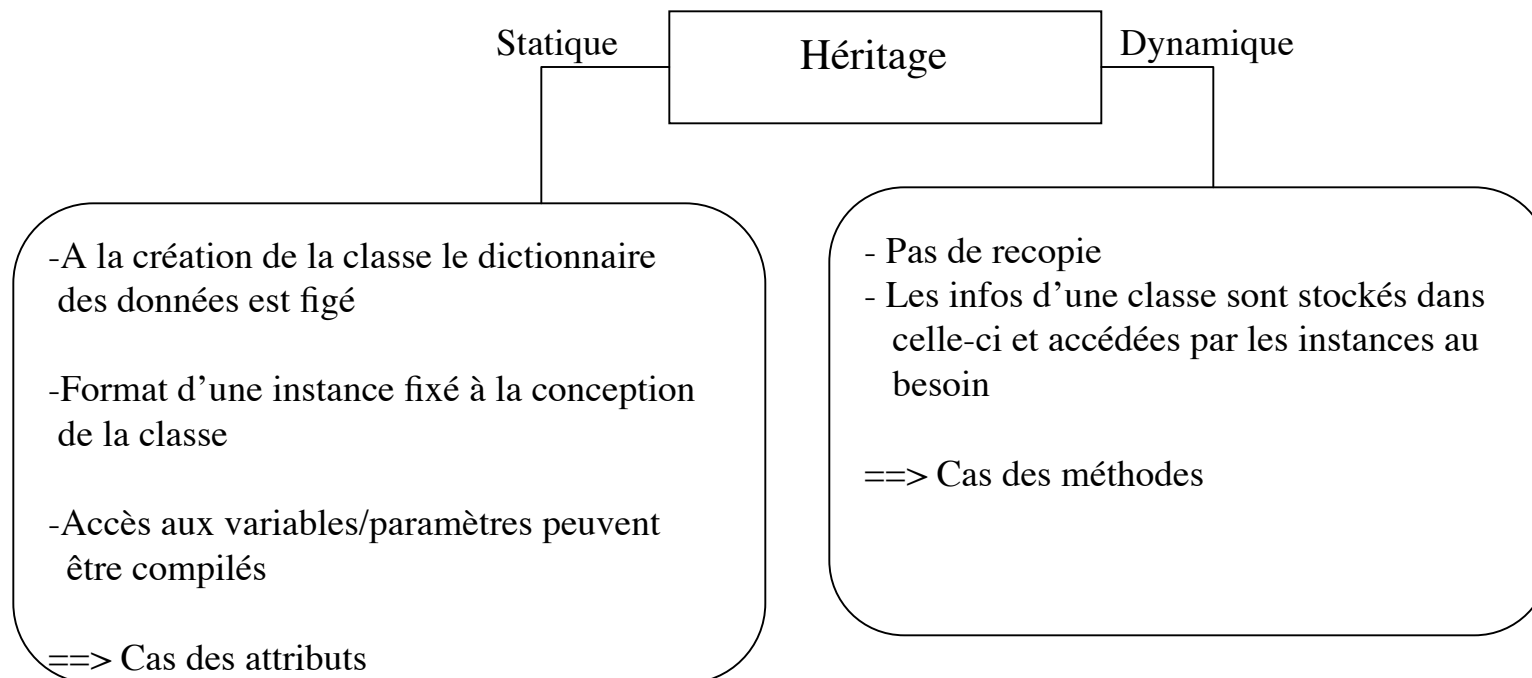 Héritage
Statique
Dynamique
-A la création de la classe le dictionnaire
des données est figé
-Format d’une instance fixé à la conception
de la classe
-Accès aux variables/paramètres peuvent
être compilés
==> Cas des attributs
- Pas de recopie
- Les infos d’une classe sont stockés dans
celle-ci et accédées par les instances au
besoin
==> Cas des méthodes